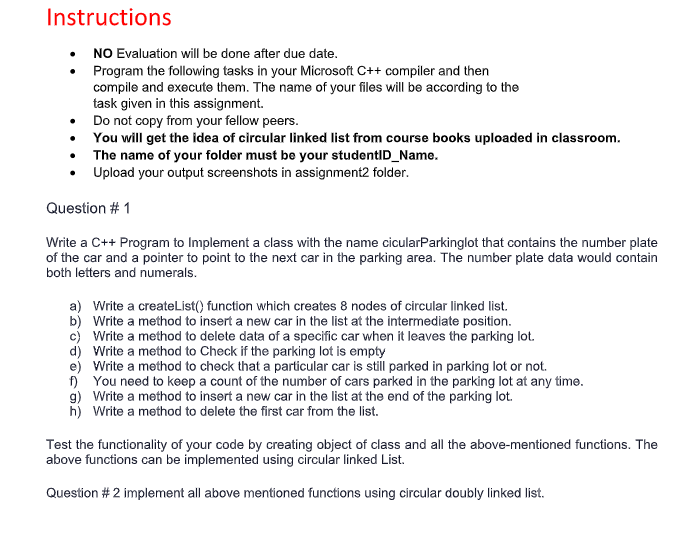 Instructions
• NO Evaluation will be done after due date.
• Program the following tasks in your Microsoft C++ compiler and then
compile and execute them. The name of your files will be according to the
task given in this assignment.
• Do not copy from your fellow peers.
• You will get the idea of circular linked list from course books uploaded in classroom.
• The name of your folder must be your studentID_Name.
• Upload your output screenshots in assignment2 folder.
Question # 1
Write a C++ Program to Implement a class with the name cicularParkinglot that contains the number plate
of the car and a pointer to point to the next car in the parking area. The number plate data would contain
both letters and numerals.
a) Write a createList() function which creates 8 nodes of circular linked list.
b) Write a method to insert a new car in the list at the intermediate position.
c) Write a method to delete data of a specific car when it leaves the parking lot.
d) Write a method to Check if the parking lot is empty
e) Write a method to check that a particular car is still parked in parking lot or not.
f) You need to keep a count of the number of cars parked in the parking lot at any time.
g) Write a method to insert a new car in the list at the end of the parking lot.
h) Write a method to delete the first car from the list.
Test the functionality of your code by creating object of class and all the above-mentioned functions. The
above functions can be implemented using circular linked List.
Question # 2 implement all above mentioned functions using circular doubly linked list.